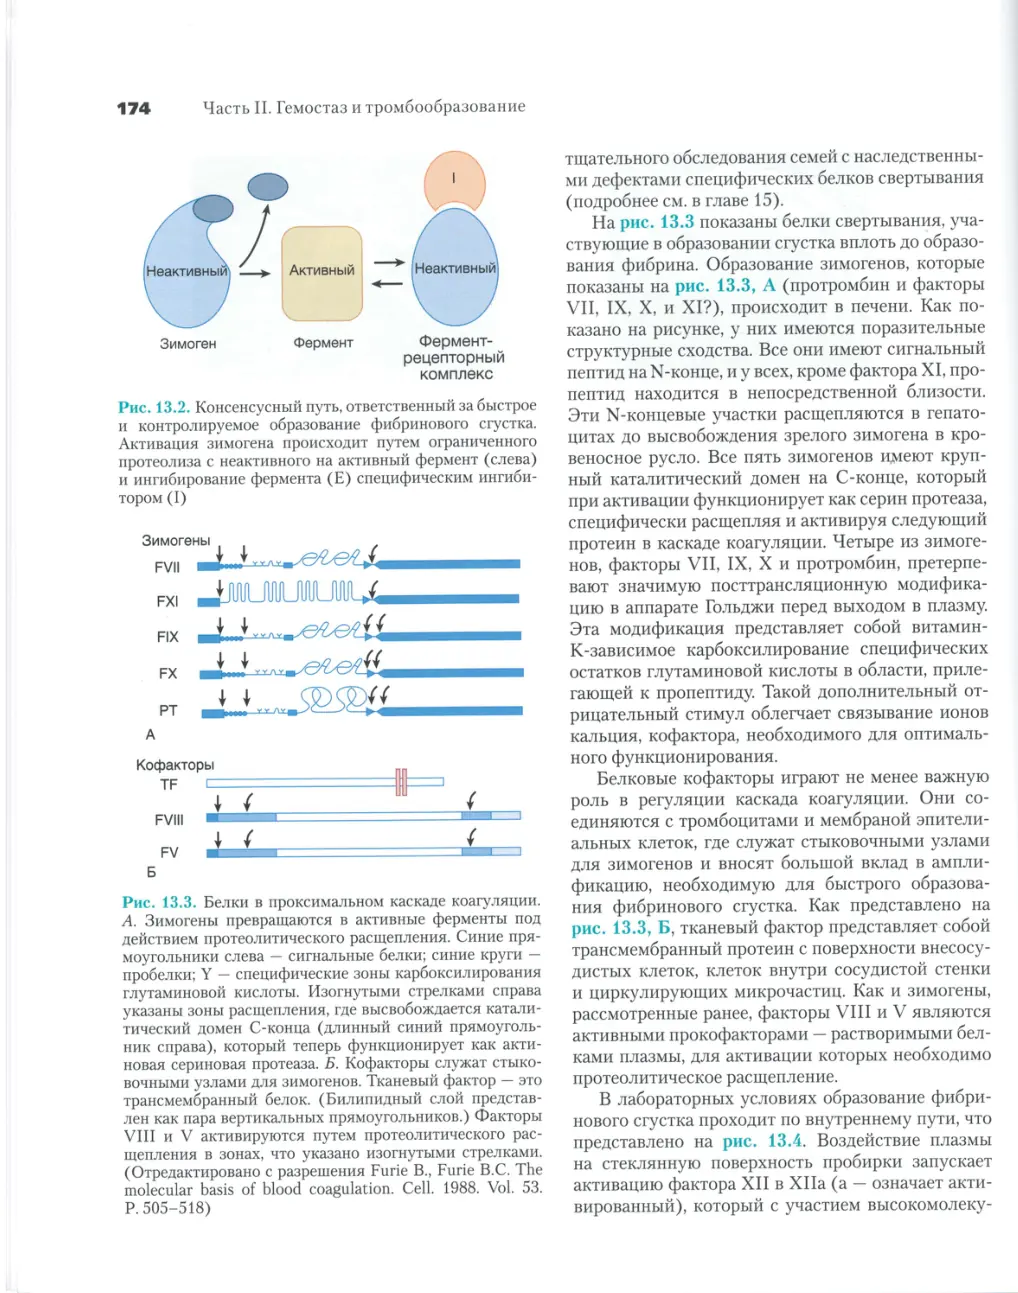 174
Часть II. Гемостаз и тромбообразование
I
Неактивный
Активный
Неактивный
Зимоген
Фермент
Фермент-
рецепторный
комплекс
Рис. 13.2. Консенсусный путь, ответственный за быстрое
и контролируемое образование фибринового сгустка.
Активация зимогена происходит путем ограниченного
протеолиза с неактивного на активный фермент (слева)
и ингибирование фермента (E) специфическим ингиби-
тором (I)
Зимогены
FVII
FXI
FIX
FX
PT
А
Кофакторы
TF
FVIII
FV
Б
Рис. 13.3. Белки в проксимальном каскаде коагуляции.
А. Зимогены превращаются в активные ферменты под
действием протеолитического расщепления. Синие пря-
моугольники слева — сигнальные белки; синие круги —
пробелки; Y — специфические зоны карбоксилирования
глутаминовой кислоты. Изогнутыми стрелками справа
указаны зоны расщепления, где высвобождается катали-
тический домен С-конца (длинный синий прямоуголь-
ник справа), который теперь функционирует как акти-
новая сериновая протеаза. Б. Кофакторы служат стыко-
вочными узлами для зимогенов. Тканевый фактор — это
трансмембранный белок. (Билипидный слой представ-
лен как пара вертикальных прямоугольников.) Факторы
VIII и V активируются путем протеолитического рас-
щепления в зонах, что указано изогнутыми стрелками.
(Отредактировано с разрешения Furie B., Furie B.C. The
molecular basis of blood coagulation. Cell. 1988. Vol. 53.
P. 505–518)
тщательного обследования семей с наследственны-
ми дефектами специфических белков свертывания
(подробнее см. в главе 15).
На рис. 13.3 показаны белки свертывания, уча-
ствующие в образовании сгустка вплоть до образо-
вания фибрина. Образование зимогенов, которые
показаны на рис. 13.3, А (протромбин и факторы
VII, IX, X, и XI?), происходит в печени. Как по-
казано на рисунке, у них имеются поразительные
структурные сходства. Все они имеют сигнальный
пептид на N-конце, и у всех, кроме фактора XI, про-
пептид находится в непосредственной близости.
Эти N-концевые участки расщепляются в гепато-
цитах до высвобождения зрелого зимогена в кро-
веносное русло. Все пять зимогенов имеют круп-
ный каталитический домен на С-конце, который
при активации функционирует как серин протеаза,
специфически расщепляя и активируя следующий
протеин в каскаде коагуляции. Четыре из зимоге-
нов, факторы VII, IX, X и протромбин, претерпе-
вают значимую посттрансляционную модифика-
цию в аппарате Гольджи перед выходом в плазму.
Эта модификация представляет собой витамин-
К-зависимое карбоксилирование специфических
остатков глутаминовой кислоты в области, приле-
гающей к пропептиду. Такой дополнительный от-
рицательный стимул облегчает связывание ионов
кальция, кофактора, необходимого для оптималь-
ного функционирования.
Белковые кофакторы играют не менее важную
роль в регуляции каскада коагуляции. Они со-
единяются с тромбоцитами и мембраной эпители-
альных клеток, где служат стыковочными узлами
для зимогенов и вносят большой вклад в ампли-
фикацию, необходимую для быстрого образова-
ния фибринового сгустка. Как представлено на
рис. 13.3, Б, тканевый фактор представляет собой
трансмембранный протеин с поверхности внесосу-
дистых клеток, клеток внутри сосудистой стенки
и циркулирующих микрочастиц. Как и зимогены,
рассмотренные ранее, факторы VIII и V являются
активными прокофакторами — растворимыми бел-
ками плазмы, для активации которых необходимо
протеолитическое расщепление.
В лабораторных условиях образование фибри-
нового сгустка проходит по внутреннему пути, что
представлено на рис. 13.4. Воздействие плазмы
на стеклянную поверхность пробирки запускает
активацию фактора XII в XIIa (a — означает акти-
вированный), который с участием высокомолеку-